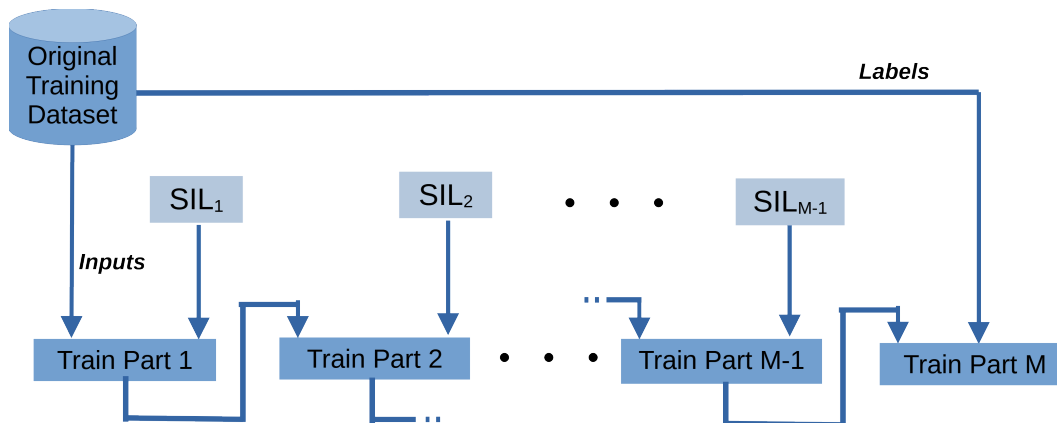 Original
Training
Dataset
Labels
SIL₁
SIL₂
SIL_M-1
Inputs
Train Part 1
Train Part 2
Train Part M-1
Train Part M